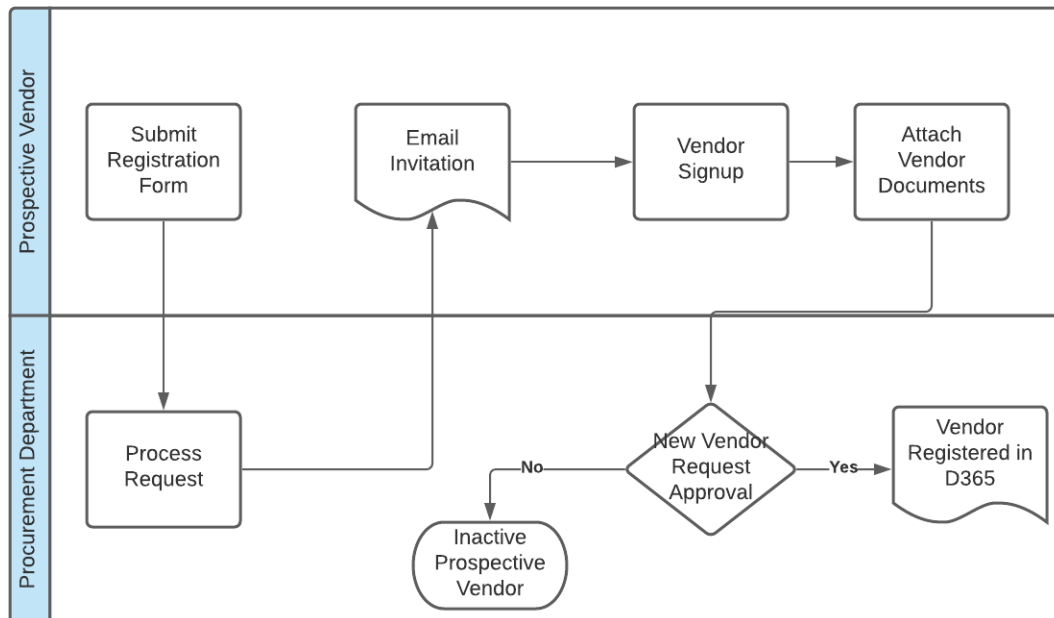 Prospective Vendor
Submit
Registration
Form
Email
Invitation
Vendor
Signup
Attach
Vendor
Documents
Procurement Department
Process
Request
New Vendor
Request
Approval
No
Yes
Inactive
Prospective
Vendor
Vendor
Registered in
D365